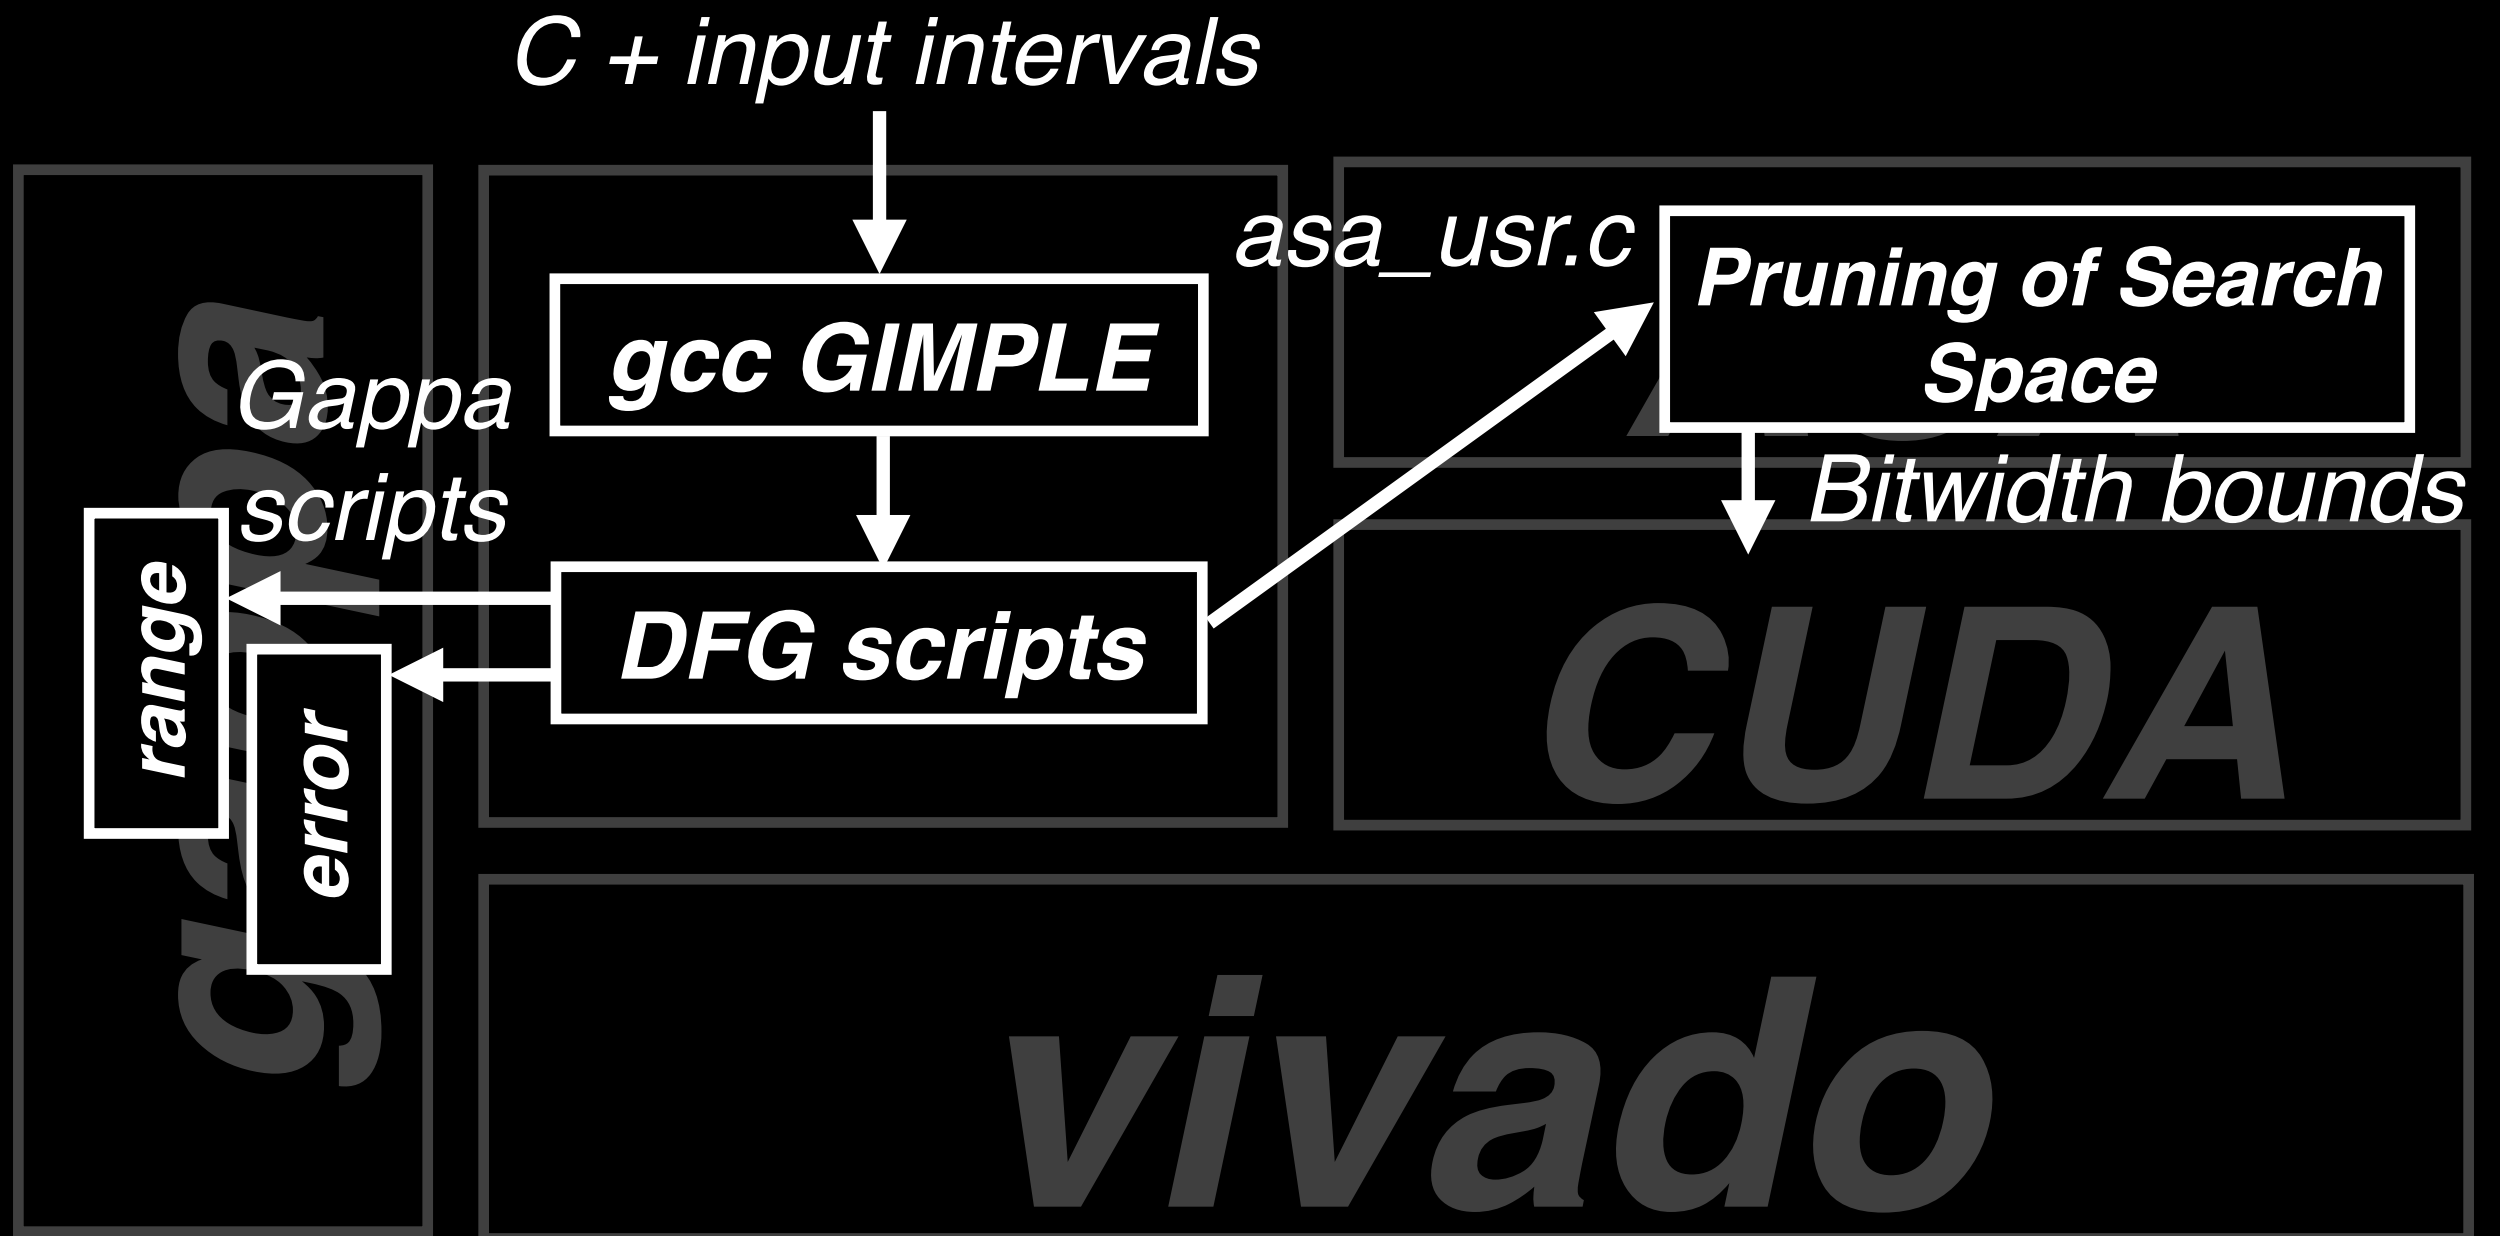 C + input intervals
asa_usr.c
Pruning of Search
Space
gcc GIMPLE
Gappa
scripts
Bitwidth bounds
DFG scripts
range
error
CUDA
vivado